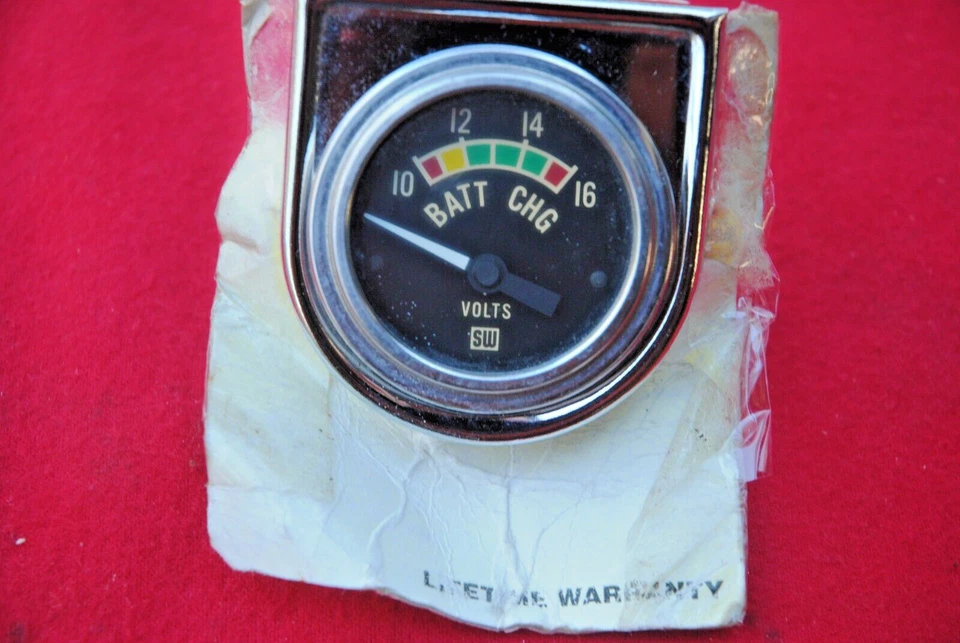 12 14
10 16
BATT CHG
VOLTS
SW
LIFETIME WARRANTY